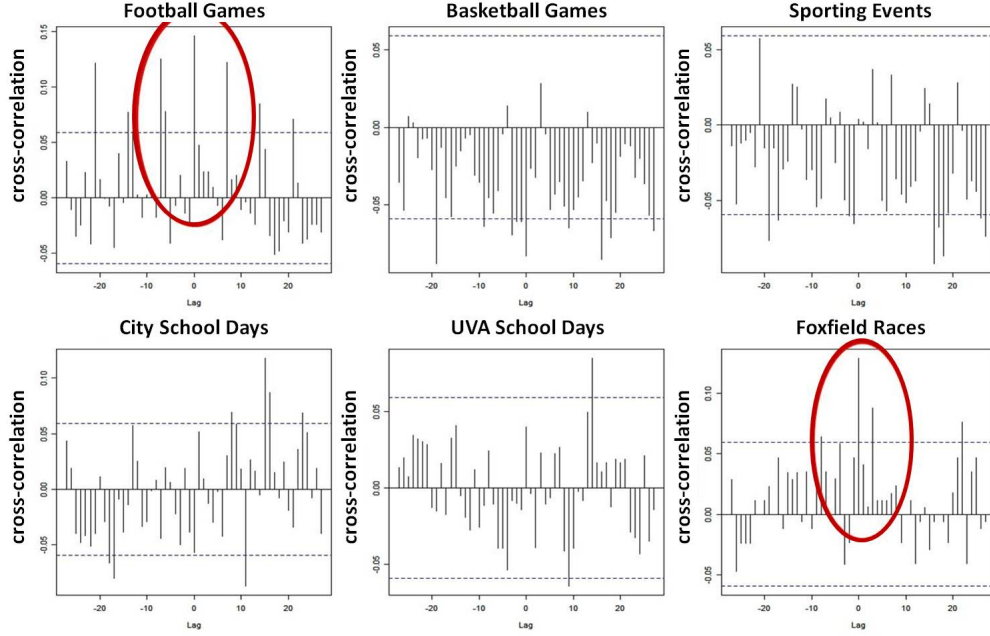 Football Games
cross-correlation
0.15
0.10
0.05
0.00
-0.05
-20
-10
0
10
20
Lag
Basketball Games
cross-correlation
0.05
0.00
-0.05
-20
-10
0
10
20
Lag
Sporting Events
cross-correlation
0.05
0.00
-0.05
-20
-10
0
10
20
Lag
City School Days
cross-correlation
0.10
0.05
0.00
-0.05
-20
-10
0
10
20
Lag
UVA School Days
cross-correlation
0.05
0.00
-0.05
-20
-10
0
10
20
Lag
Foxfield Races
cross-correlation
0.10
0.05
0.00
-0.05
-20
-10
0
10
20
Lag